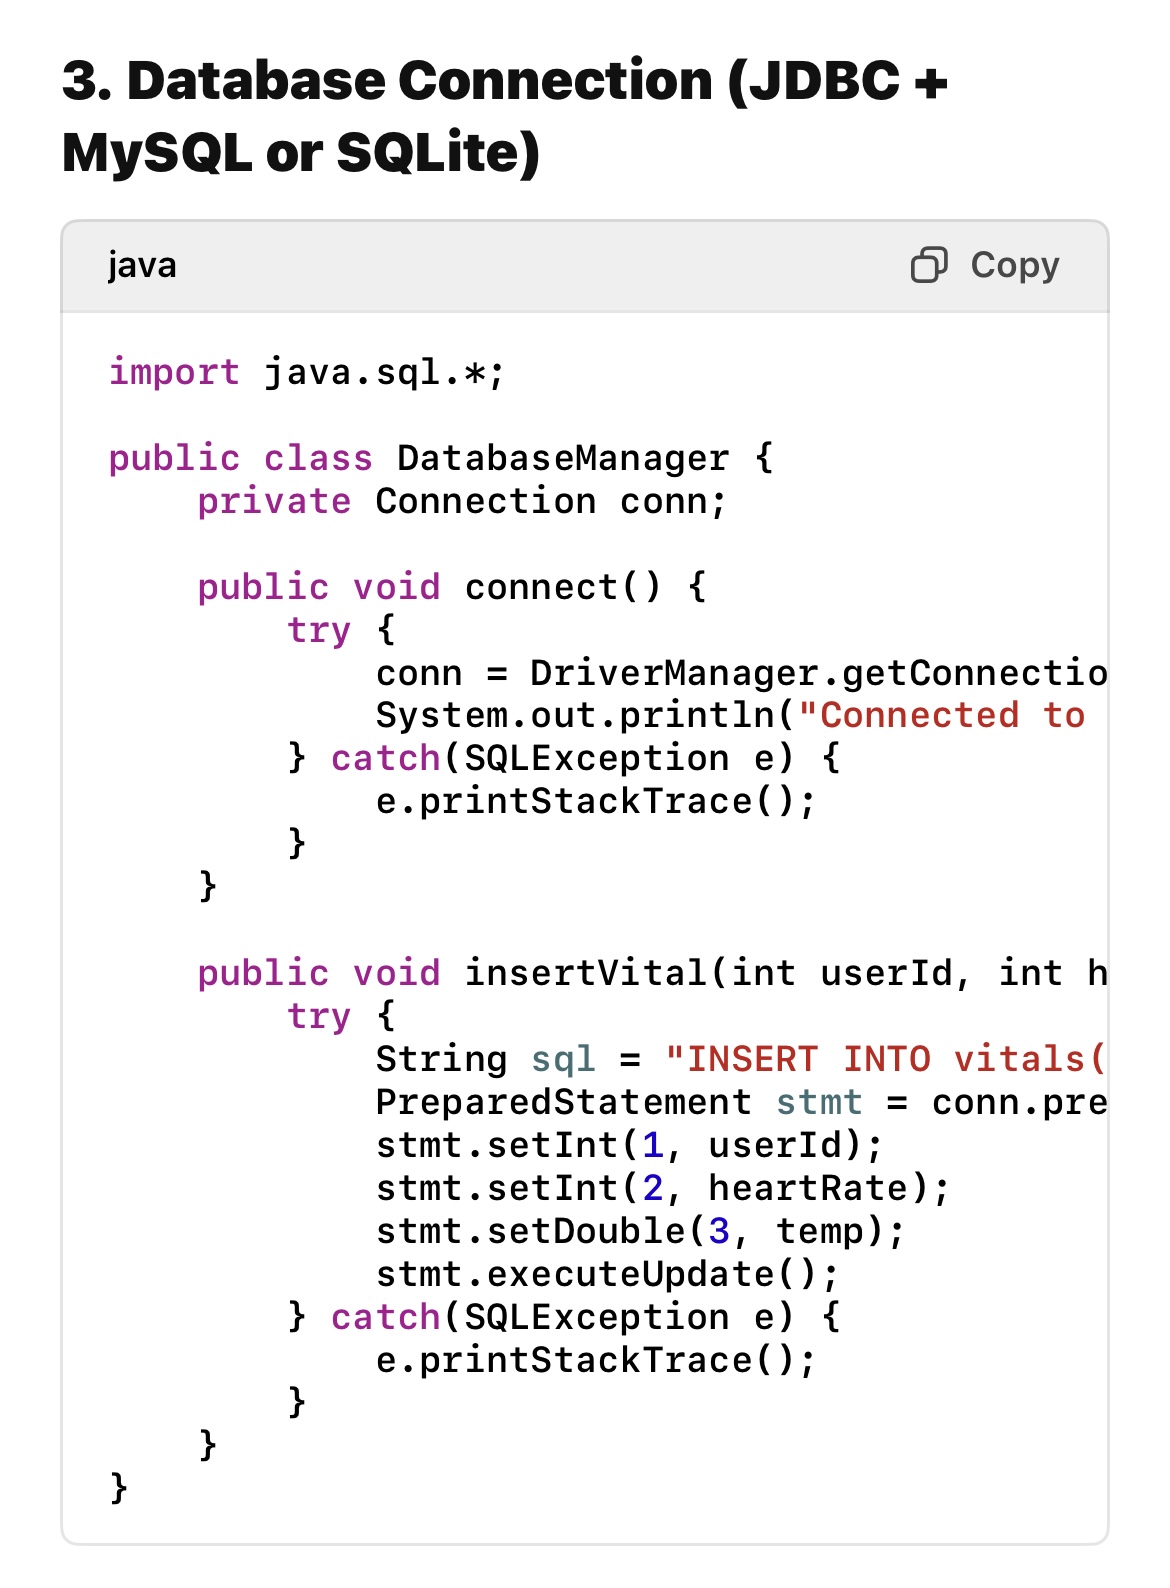 3. Database Connection (JDBC +
MySQL or SQLite)
java
Copy
import java.sql.*;
public class DatabaseManager {
private Connection conn;
public void connect() {
try {
conn = DriverManager.getConnectio
System.out.println("Connected to
} catch(SQLException e) {
e.printStackTrace();
}
}
public void insertVital(int userId, int h
try {
String sql = "INSERT INTO vitals(
PreparedStatement stmt = conn.pre
stmt.setInt(1, userId);
stmt.setInt(2, heartRate);
stmt.setDouble(3, temp);
stmt.executeUpdate();
} catch(SQLException e) {
e.printStackTrace();
}
}
}